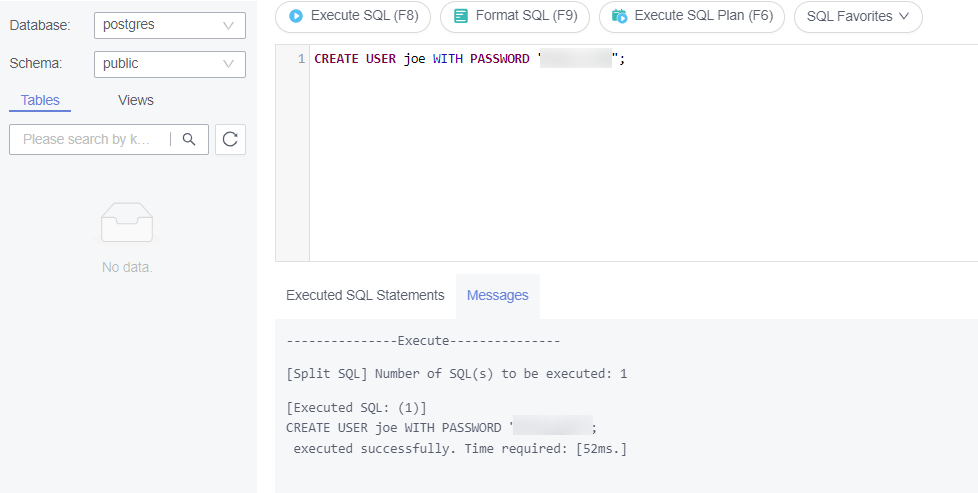 Database: postgres
Execute SQL (F8) Format SQL (F9) Execute SQL Plan (F6) SQL Favorites
Schema: public
1 CREATE USER joe WITH PASSWORD " ";
Tables Views
Please search by k...
No data.
Executed SQL Statements Messages
---------------Execute---------------
[Split SQL] Number of SQL(s) to be executed: 1
[Executed SQL: (1)]
CREATE USER joe WITH PASSWORD " ;
executed successfully. Time required: [52ms.]